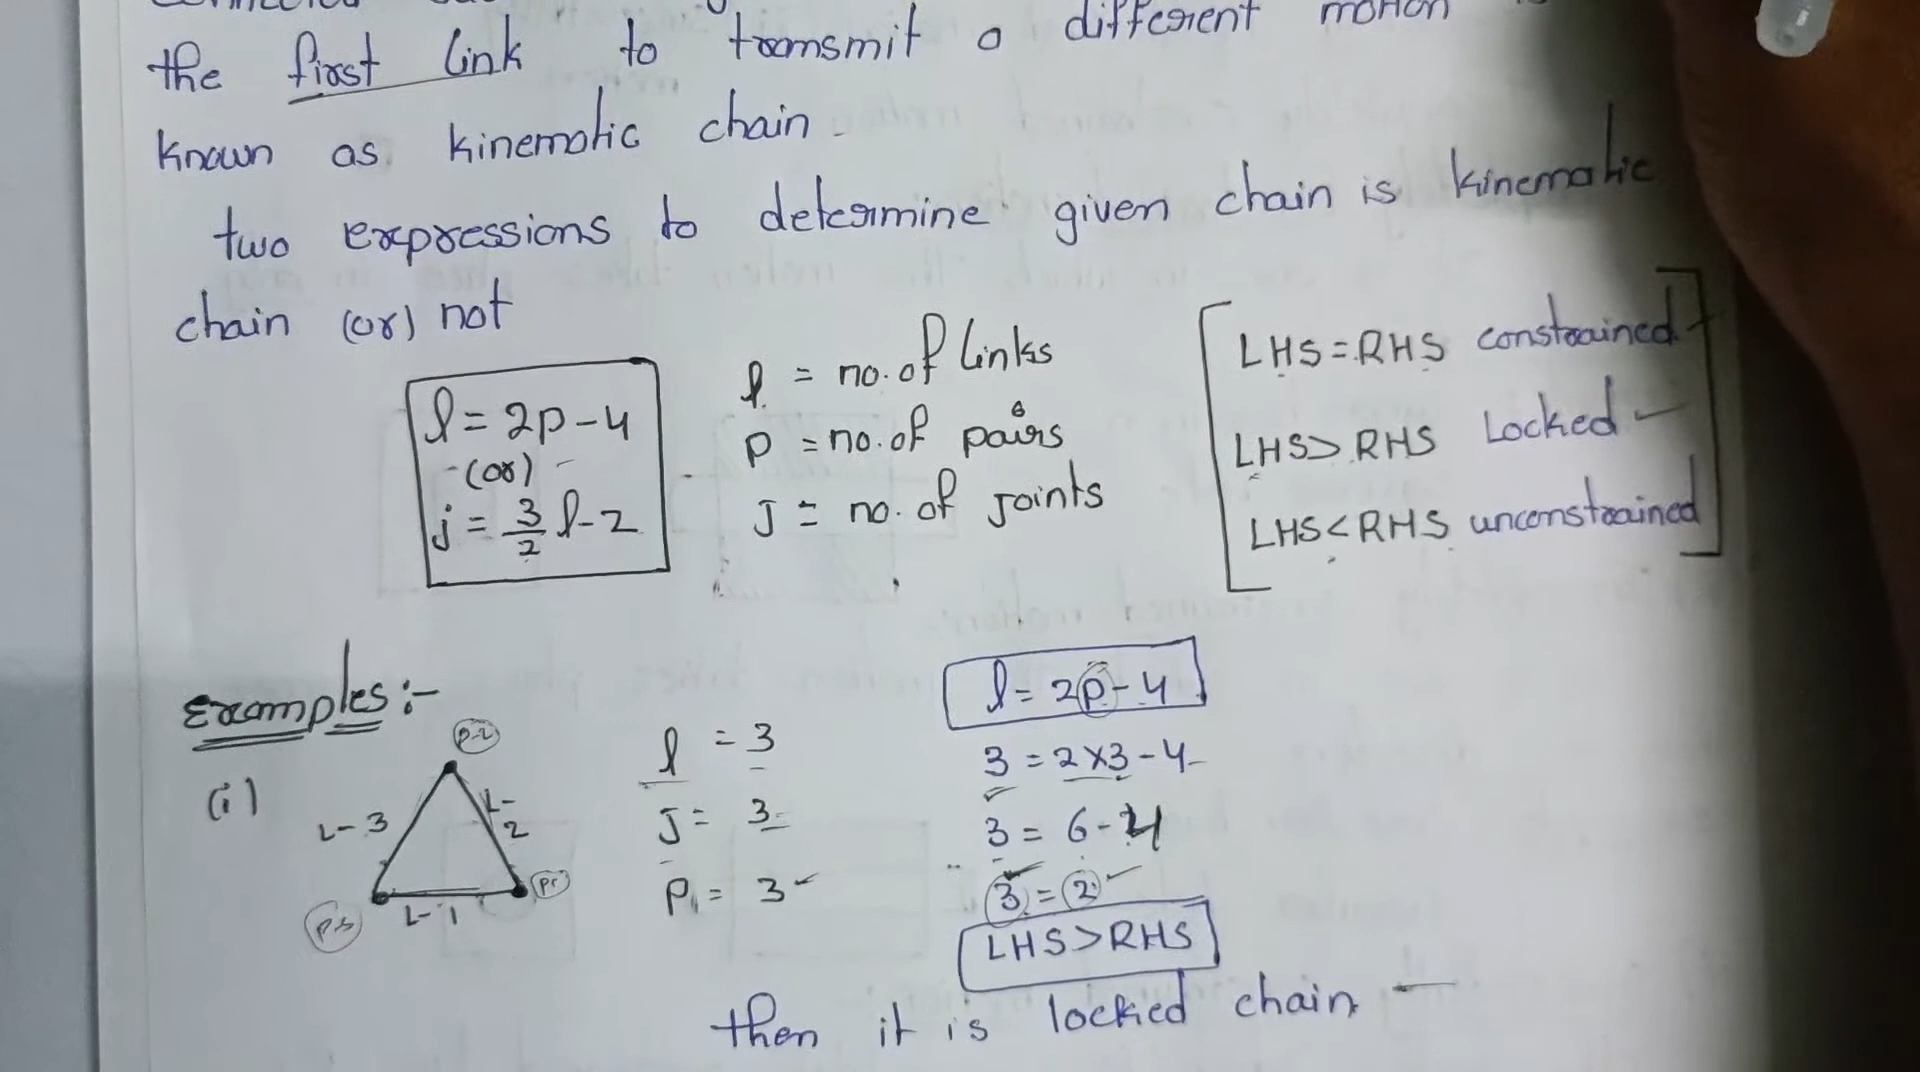 the first link to transmit a different motion
known as kinematic chain -
two expressions to determine given chain is kinematic
chain (or) not
l = 2p - 4
- (or) -
j = 3/2 l - 2
l = no. of links
p = no. of pairs
J = no. of joints
LHS = RHS constrained
LHS > RHS Locked
LHS < RHS unconstrained
Examples :-
(i)
P-2
L-3
L-2
L-1
l = 3
J = 3
P = 3
l = 2p - 4
3 = 2 x 3 - 4
3 = 6 - 4
3 = 2
LHS > RHS
then it is locked chain